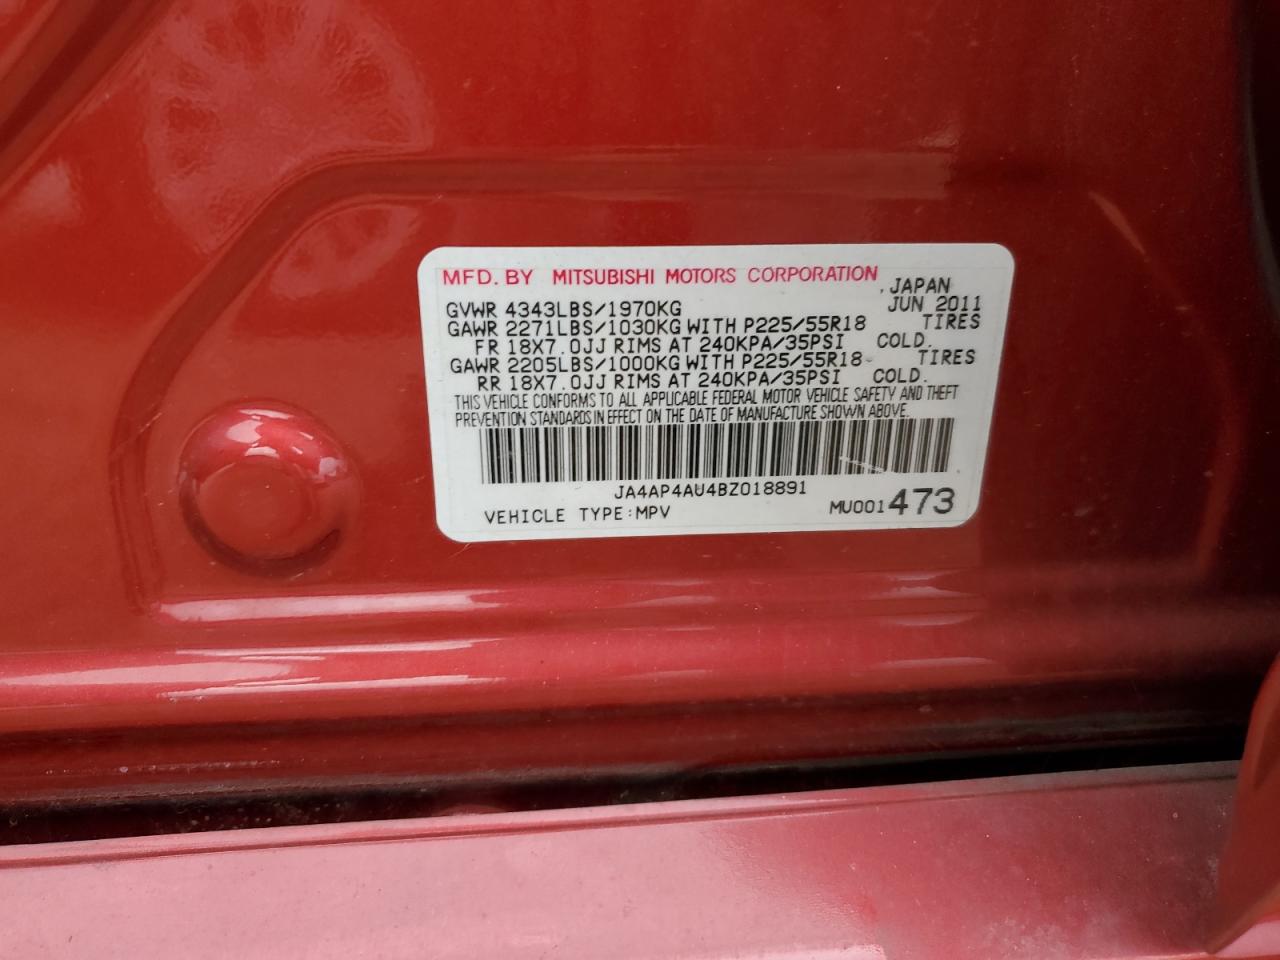 MFD. BY MITSUBISHI MOTORS CORPORATION , JAPAN
GVWR 4343LBS/1970KG JUN 2011
GAWR 2271LBS/1030KG WITH P225/55R18 TIRES
FR 18X7.0JJ RIMS AT 240KPA/35PSI COLD.
GAWR 2205LBS/1000KG WITH P225/55R18 TIRES
RR 18X7.0JJ RIMS AT 240KPA/35PSI COLD.
THIS VEHICLE CONFORMS TO ALL APPLICABLE FEDERAL MOTOR VEHICLE SAFETY AND THEFT
PREVENTION STANDARDS IN EFFECT ON THE DATE OF MANUFACTURE SHOWN ABOVE.
JA4AP4AU4BZ018891
VEHICLE TYPE:MPV MU001473